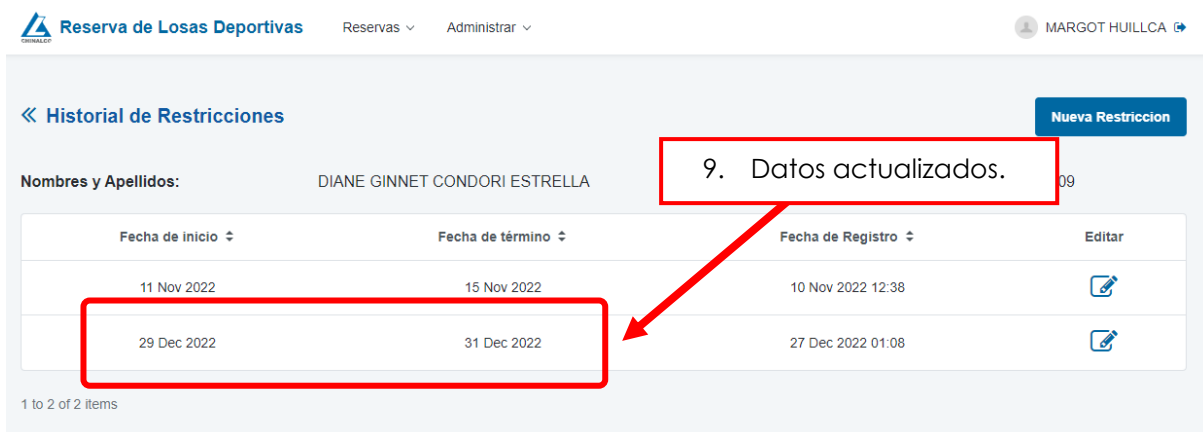 CHINALCO
Reserva de Losas Deportivas Reservas Administrar MARGOT HUILLCA
Historial de Restricciones
Nueva Restriccion
9. Datos actualizados.
Nombres y Apellidos: DIANE GINNET CONDORI ESTRELLA 09
Fecha de inicio Fecha de término Fecha de Registro Editar
11 Nov 2022 15 Nov 2022 10 Nov 2022 12:38
29 Dec 2022 31 Dec 2022 27 Dec 2022 01:08
1 to 2 of 2 items